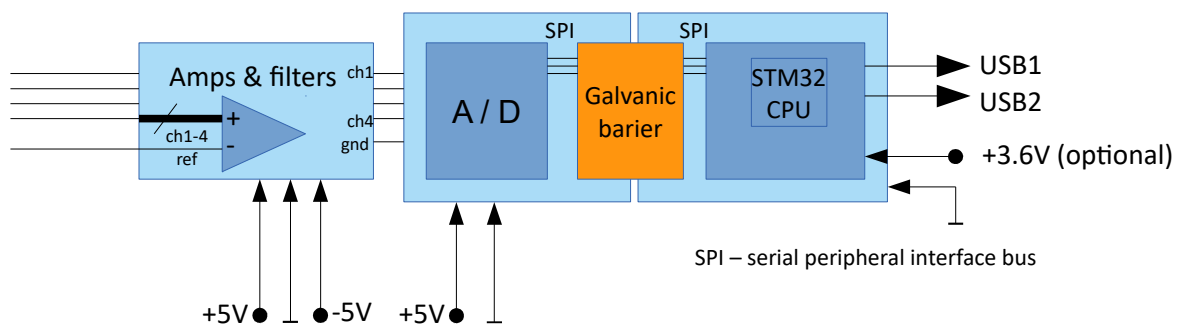 SPI
SPI
Amps & filters
ch1
ch4
gnd
+
-
ch1-4
ref
A / D
Galvanic
barier
STM32
CPU
USB1
USB2
+3.6V (optional)
SPI – serial peripheral interface bus
+5V
-5V
+5V